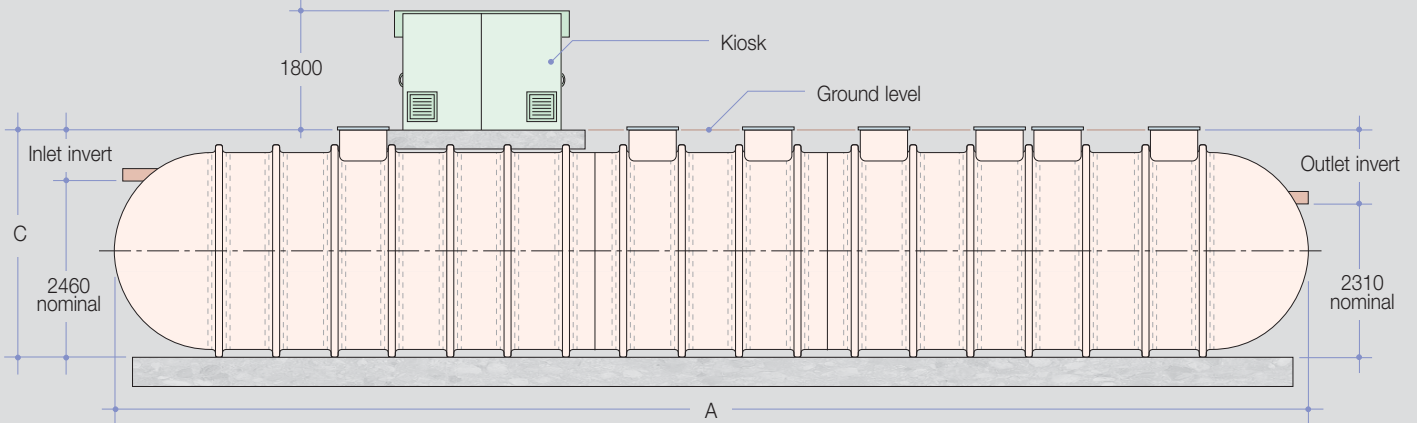 1800
Kiosk
Ground level
Inlet invert
Outlet invert
C
2460
nominal
2310
nominal
A